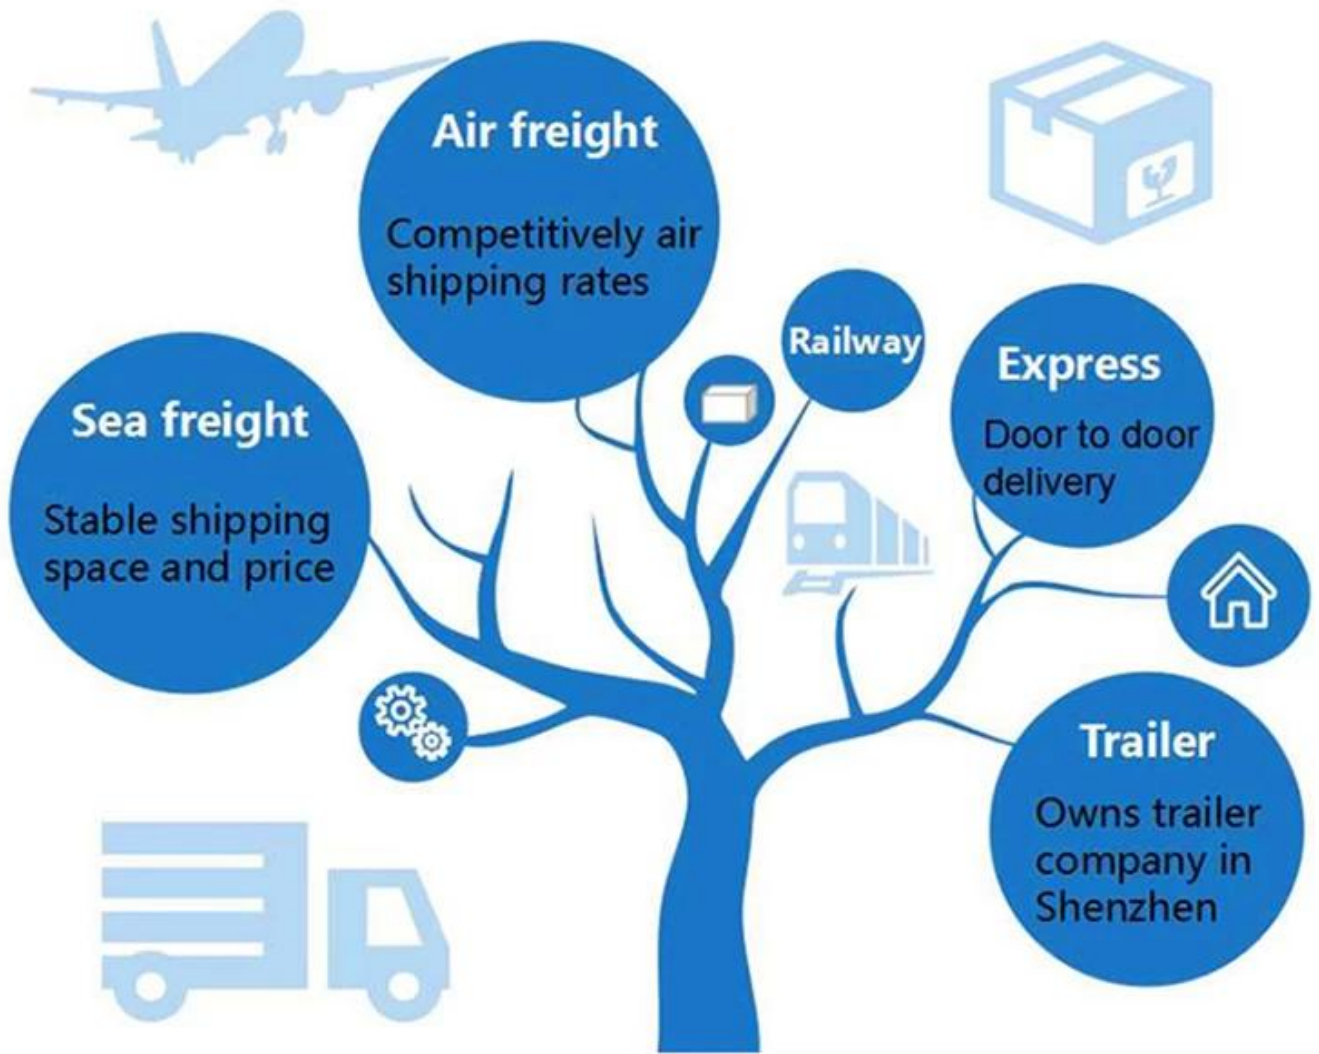 Air freight
Competitively air
shipping rates
Railway
Express
Door to door
delivery
Sea freight
Stable shipping
space and price
Trailer
Owns trailer
company in
Shenzhen